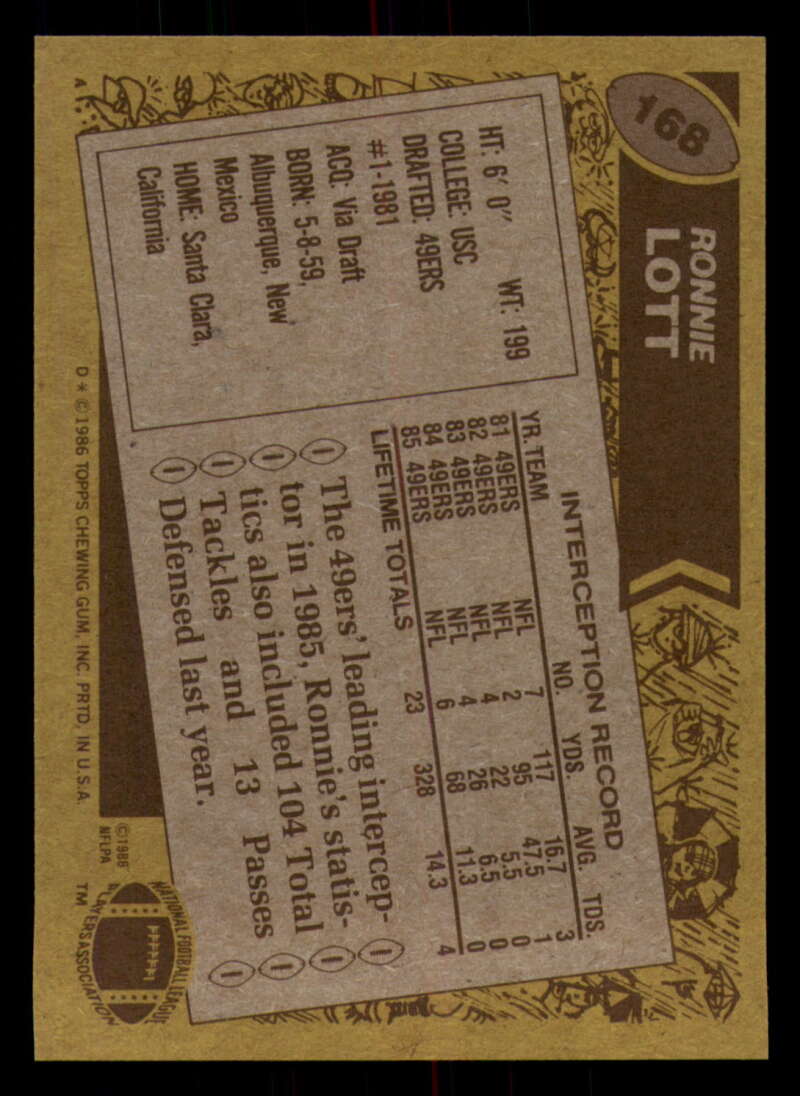 168
RONNIE
LOTT
HT: 6' 0" WT: 199
COLLEGE: USC
DRAFTED: 49ERS
#1-1981
ACQ: Via Draft
BORN: 5-8-59,
Albuquerque, New
Mexico
HOME: Santa Clara,
California
INTERCEPTION RECORD
YR. TEAM NO. YDS. AVG. TDS.
81 49ERS NFL 7 117 16.7 3
82 49ERS NFL 2 95 47.5 1
83 49ERS NFL 4 22 5.5 0
84 49ERS NFL 4 26 6.5 0
85 49ERS NFL 6 68 11.3 0
LIFETIME TOTALS 23 328 14.3 4
The 49ers' leading intercep-
tor in 1985, Ronnie's statis-
tics also included 104 Total
Tackles and 13 Passes
Defensed last year.
©1986
NFLPA
NATIONAL FOOTBALL LEAGUE
PLAYERS ASSOCIATION
TM
A
D * © 1986 TOPPS CHEWING GUM, INC. PRTD. IN U.S.A.